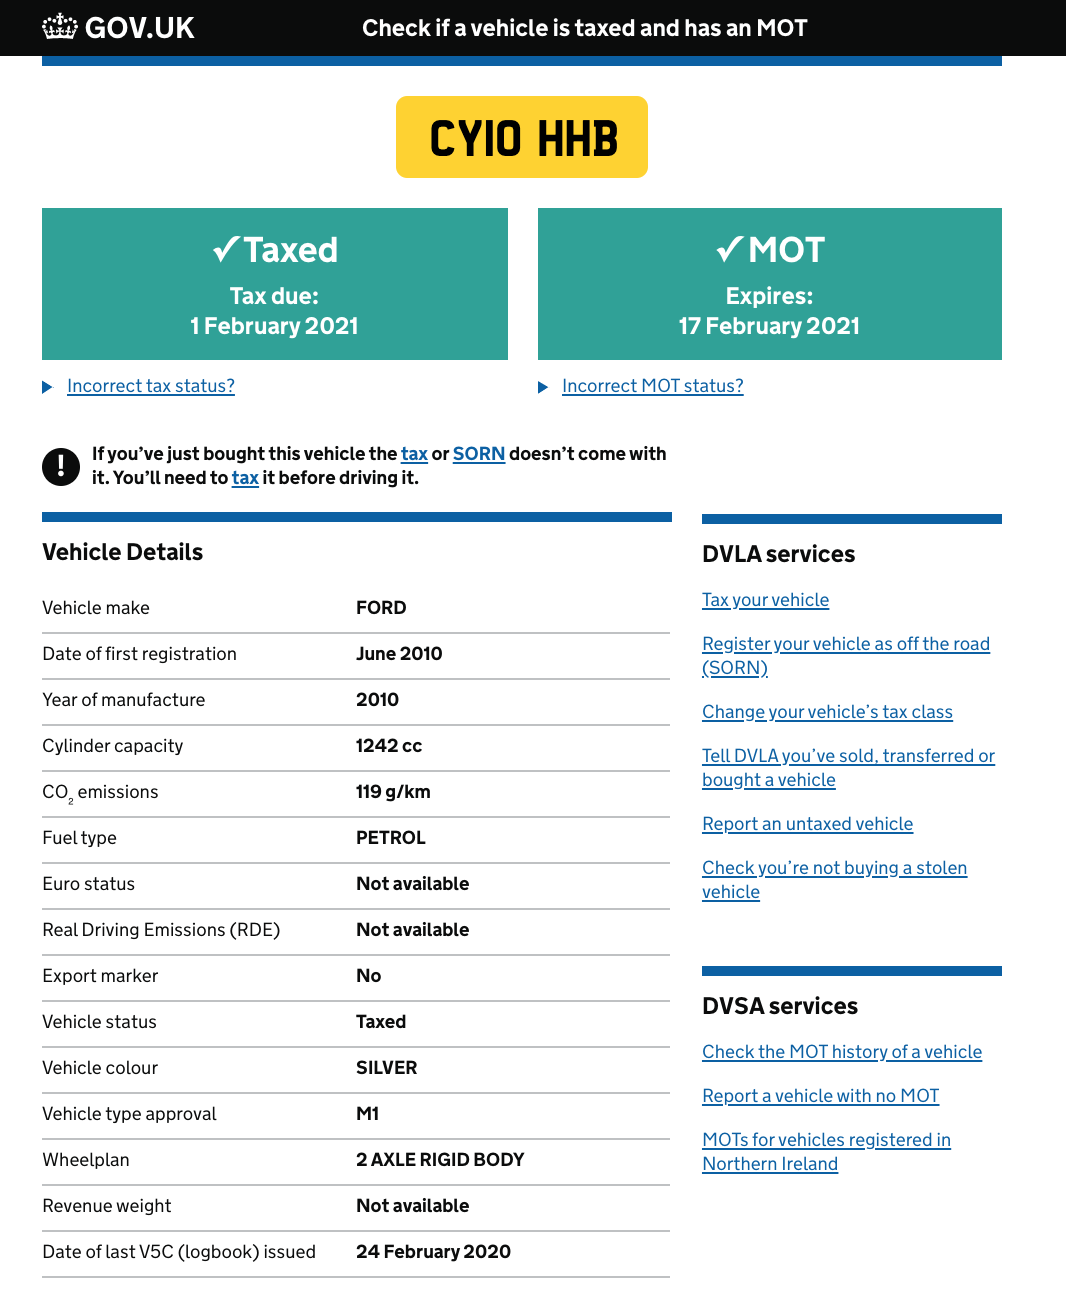 GOV.UK
Check if a vehicle is taxed and has an MOT
CY10 HHB
✓Taxed
Tax due:
1 February 2021
✓MOT
Expires:
17 February 2021
Incorrect tax status?
Incorrect MOT status?
If you’ve just bought this vehicle the tax or SORN doesn’t come with
it. You’ll need to tax it before driving it.
Vehicle Details
Vehicle make FORD
Date of first registration June 2010
Year of manufacture 2010
Cylinder capacity 1242 cc
CO₂ emissions 119 g/km
Fuel type PETROL
Euro status Not available
Real Driving Emissions (RDE) Not available
Export marker No
Vehicle status Taxed
Vehicle colour SILVER
Vehicle type approval M1
Wheelplan 2 AXLE RIGID BODY
Revenue weight Not available
Date of last V5C (logbook) issued 24 February 2020
DVLA services
Tax your vehicle
Register your vehicle as off the road
(SORN)
Change your vehicle’s tax class
Tell DVLA you’ve sold, transferred or
bought a vehicle
Report an untaxed vehicle
Check you’re not buying a stolen
vehicle
DVSA services
Check the MOT history of a vehicle
Report a vehicle with no MOT
MOTs for vehicles registered in
Northern Ireland